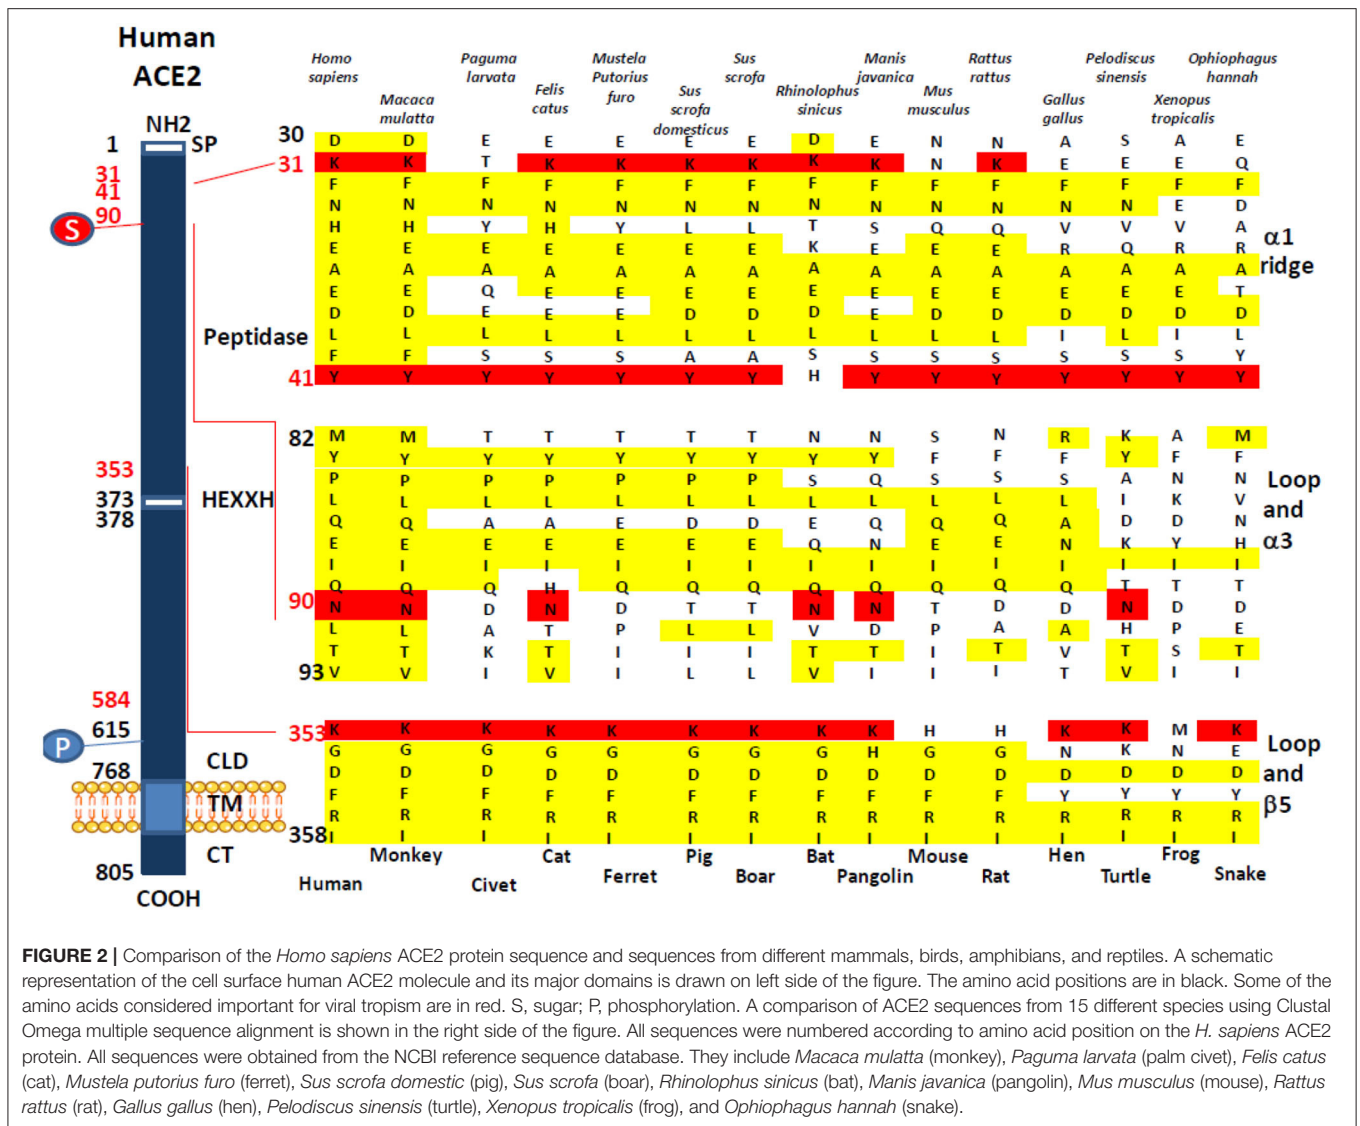 Human
ACE2
NH2
1
SP
31
41
90
S
Peptidase
353
373
HEXXH
378
584
615
P
768
CLD
TM
CT
805
COOH
Homo sapiens
Macaca mulatta
Paguma larvata
Felis catus
Mustela Putorius furo
Sus scrofa domesticus
Sus scrofa
Rhinolophus sinicus
Manis javanica
Mus musculus
Rattus rattus
Gallus gallus
Pelodiscus sinensis
Xenopus tropicalis
Ophiophagus hannah
30 D D E E E E E D E N N A S A E
31 K K T K K K K K K N K E E E Q
F F F F F F F F F F F F F F F
N N N N N N N N N N N N N E D
H H Y H Y L L T S Q Q V V V A
E E E E E E E K E E E R Q R R
A A A A A A A A A A A A A A A
E E Q E E E E E E E E E E E T
D D E E E D D D E D D D D D D
L L L L L L L L L L L I L I L
F F S S S A A S S S S S S S Y
41 Y Y Y Y Y Y Y H Y Y Y Y Y Y Y
α1
ridge
82 M M T T T T T N N S N R K A M
Y Y Y Y Y Y Y Y Y F F F Y F F
P P P P P P P S Q S S S A N N
L L L L L L L L L L L L I K V
Q Q A A E D D E Q Q Q A D D N
E E E E E E E Q N E E N K Y H
I I I I I I I I I I I I I I I
Q Q Q H Q Q Q Q Q Q Q Q T T T
90 N N D N D T T N N T D D N D D
L L A T P L L V D P A A H P E
T T K T I I I T T I T V T S T
93 V V I V I L L V I I I T V I I
Loop
and
α3
353 K K K K K K K K K H H K K M K
G G G G G G G G H G G N K N E
D D D D D D D D D D D D D D D
F F F F F F F F F F F Y Y Y Y
R R R R R R R R R R R R R R R
358 I I I I I I I I I I I I I I I
Loop
and
β5
Human
Monkey
Civet
Cat
Ferret
Pig
Boar
Bat
Pangolin
Mouse
Rat
Hen
Turtle
Frog
Snake
FIGURE 2 | Comparison of the Homo sapiens ACE2 protein sequence and sequences from different mammals, birds, amphibians, and reptiles. A schematic
representation of the cell surface human ACE2 molecule and its major domains is drawn on left side of the figure. The amino acid positions are in black. Some of the
amino acids considered important for viral tropism are in red. S, sugar; P, phosphorylation. A comparison of ACE2 sequences from 15 different species using Clustal
Omega multiple sequence alignment is shown in the right side of the figure. All sequences were numbered according to amino acid position on the H. sapiens ACE2
protein. All sequences were obtained from the NCBI reference sequence database. They include Macaca mulatta (monkey), Paguma larvata (palm civet), Felis catus
(cat), Mustela putorius furo (ferret), Sus scrofa domestic (pig), Sus scrofa (boar), Rhinolophus sinicus (bat), Manis javanica (pangolin), Mus musculus (mouse), Rattus
rattus (rat), Gallus gallus (hen), Pelodiscus sinensis (turtle), Xenopus tropicalis (frog), and Ophiophagus hannah (snake).